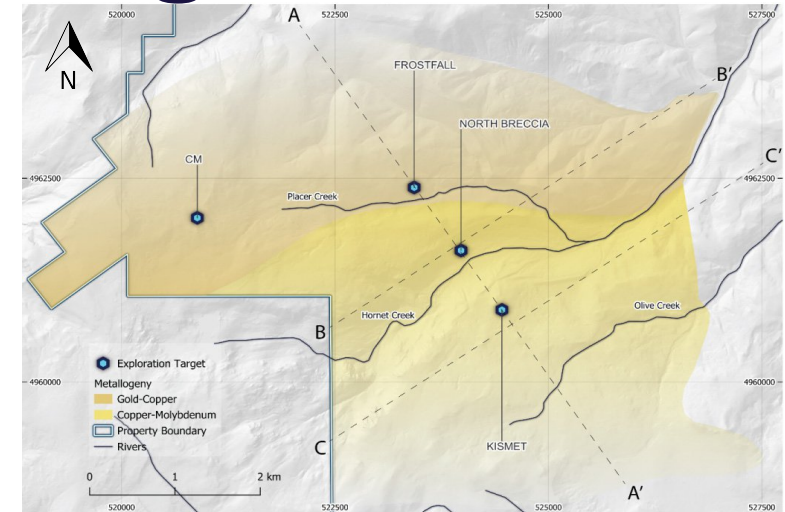 520000
522500
525000
527500
A
N
B'
C'
FROSTFALL
NORTH BRECCIA
CM
4962500
4962500
Placer Creek
Hornet Creek
Olive Creek
B
C
4960000
4960000
KISMET
A'
Exploration Target
Metallogeny
Gold-Copper
Copper-Molybdenum
Property Boundary
Rivers
0
1
2 km
520000
522500
525000
527500